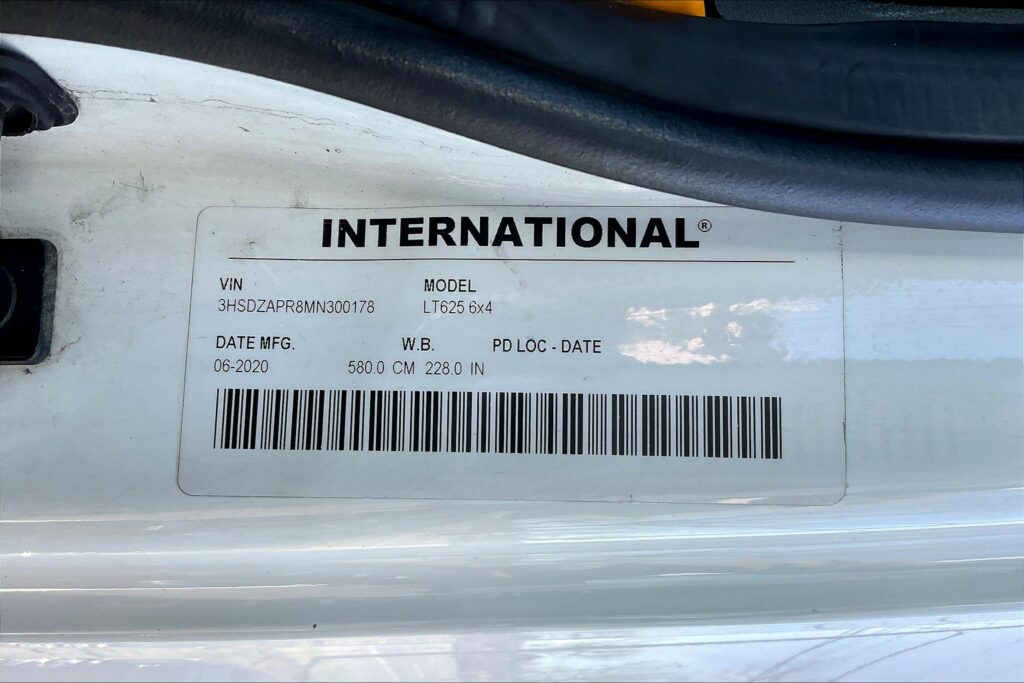 INTERNATIONAL®
VIN MODEL
3HSDZAPR8MN300178 LT625 6x4
DATE MFG. W.B. PD LOC - DATE
06-2020 580.0 CM 228.0 IN